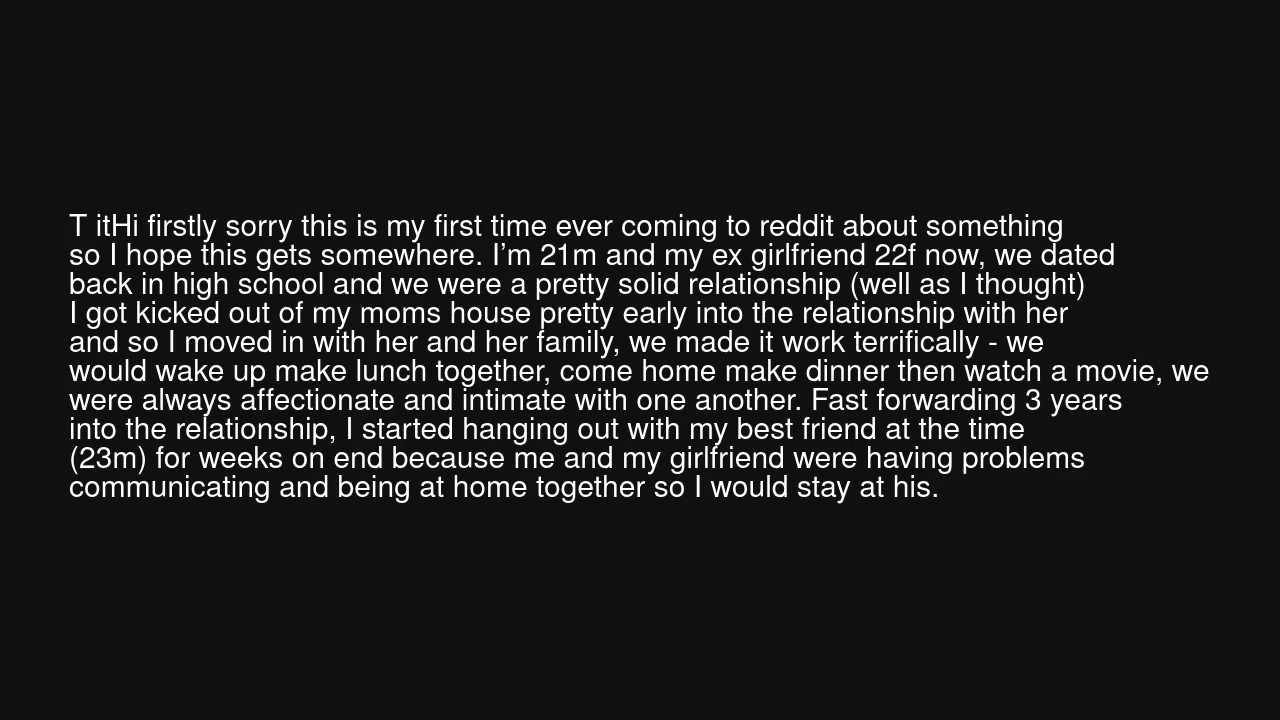 T itHi firstly sorry this is my first time ever coming to reddit about something
so I hope this gets somewhere. I’m 21m and my ex girlfriend 22f now, we dated
back in high school and we were a pretty solid relationship (well as I thought)
I got kicked out of my moms house pretty early into the relationship with her
and so I moved in with her and her family, we made it work terrifically - we
would wake up make lunch together, come home make dinner then watch a movie, we
were always affectionate and intimate with one another. Fast forwarding 3 years
into the relationship, I started hanging out with my best friend at the time
(23m) for weeks on end because me and my girlfriend were having problems
communicating and being at home together so I would stay at his.